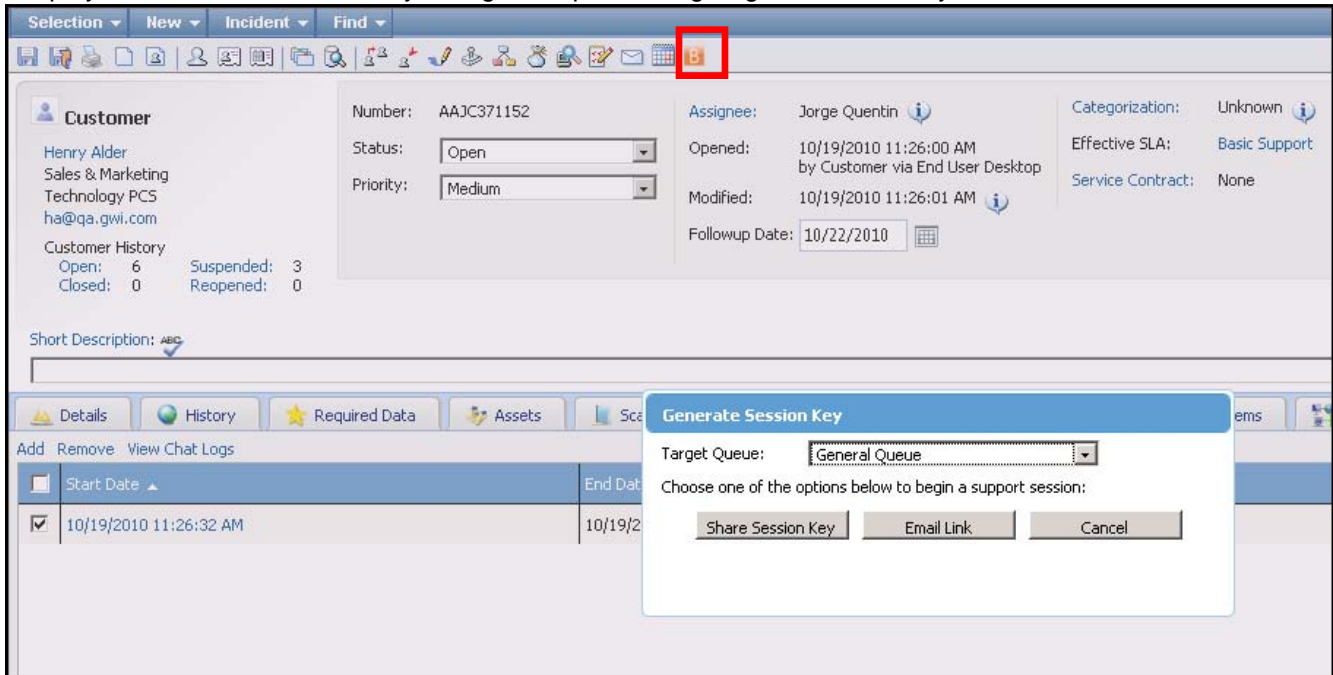 Selection New Incident Find
B
Customer
Henry Alder
Sales & Marketing
Technology PCS
ha@qa.gwi.com
Customer History
Open: 6 Suspended: 3
Closed: 0 Reopened: 0
Number: AAJC371152
Status: Open
Priority: Medium
Assignee: Jorge Quentin
Opened: 10/19/2010 11:26:00 AM
by Customer via End User Desktop
Modified: 10/19/2010 11:26:01 AM
Followup Date: 10/22/2010
Categorization: Unknown
Effective SLA: Basic Support
Service Contract: None
Short Description: ABC
Details History Required Data Assets Sca
ems
Add Remove View Chat Logs
Start Date End Dat
10/19/2010 11:26:32 AM 10/19/2
Generate Session Key
Target Queue: General Queue
Choose one of the options below to begin a support session:
Share Session Key Email Link Cancel